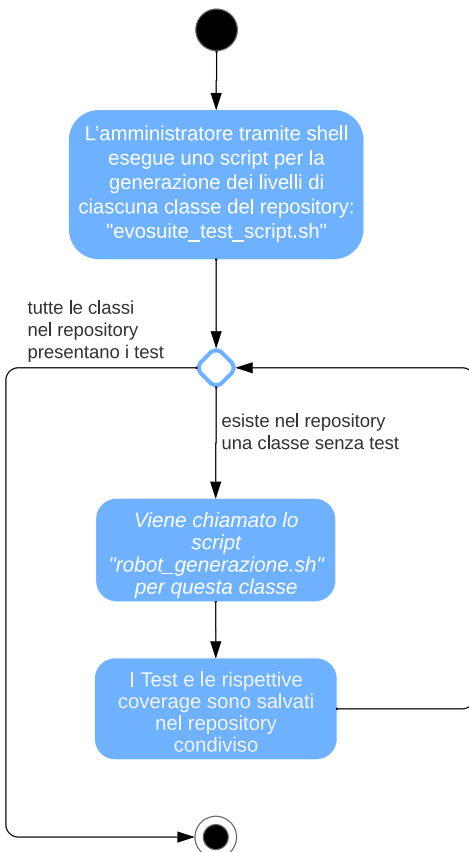 L'amministratore tramite shell
esegue uno script per la
generazione dei livelli di
ciascuna classe del repository:
"evosuite_test_script.sh"
tutte le classi
nel repository
presentano i test
esiste nel repository
una classe senza test
Viene chiamato lo
script
"robot_generazione.sh"
per questa classe
I Test e le rispettive
coverage sono salvati
nel repository
condiviso